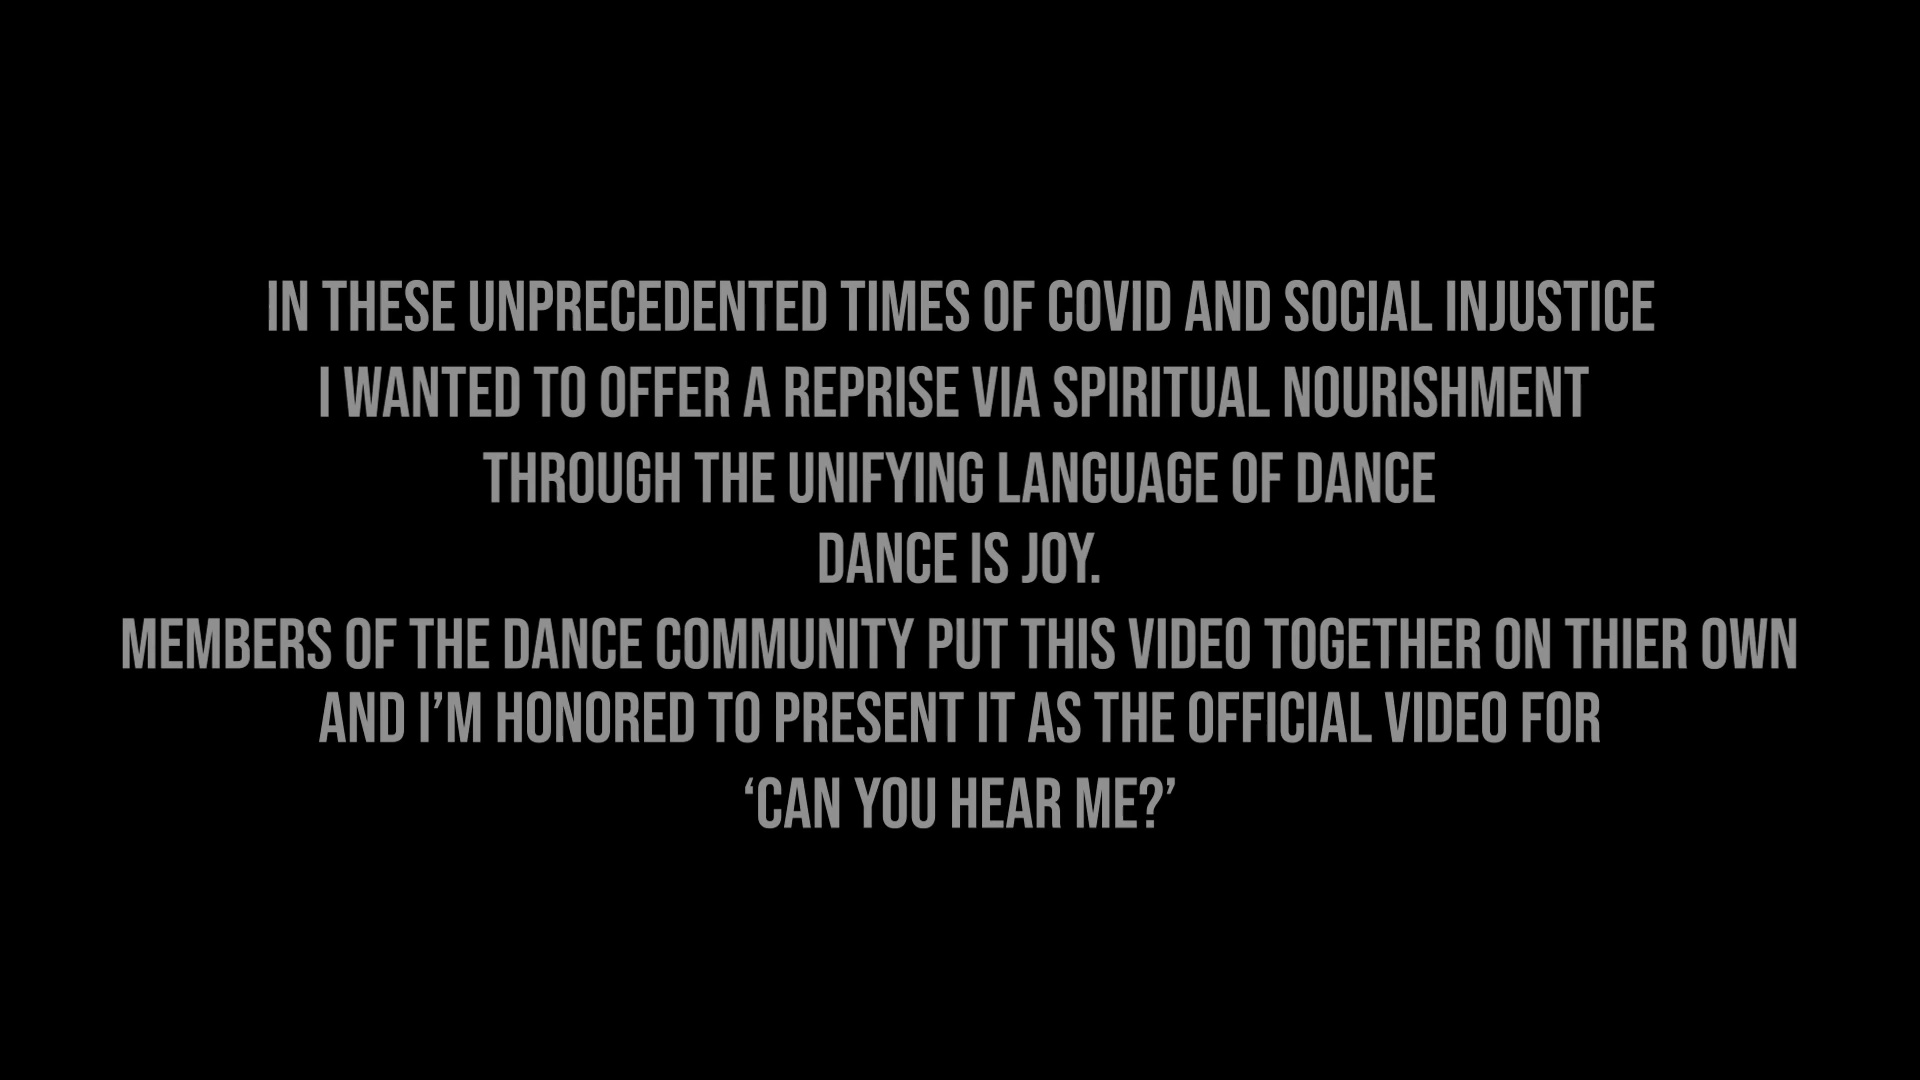 IN THESE UNPRECEDENTED TIMES OF COVID AND SOCIAL INJUSTICE
I WANTED TO OFFER A REPRISE VIA SPIRITUAL NOURISHMENT
THROUGH THE UNIFYING LANGUAGE OF DANCE
DANCE IS JOY.
MEMBERS OF THE DANCE COMMUNITY PUT THIS VIDEO TOGETHER ON THIER OWN
AND I’M HONORED TO PRESENT IT AS THE OFFICIAL VIDEO FOR
‘CAN YOU HEAR ME?’